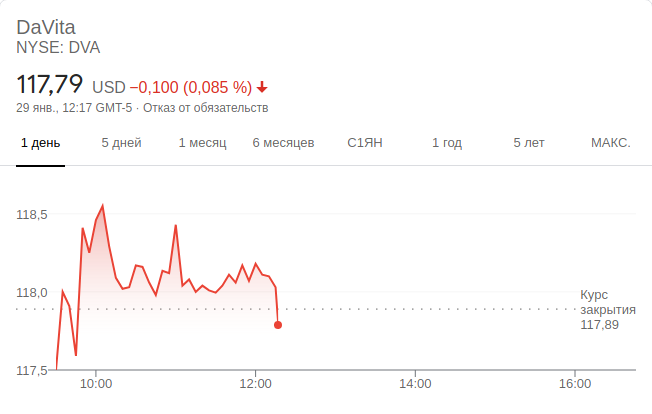 DaVita
NYSE: DVA
117,79 USD −0,100 (0,085 %)
29 янв., 12:17 GMT-5 · Отказ от обязательств
1 день 5 дней 1 месяц 6 месяцев С1ЯН 1 год 5 лет МАКС.
118,5
118,0
117,5
Курс
закрытия
117,89
10:00 12:00 14:00 16:00